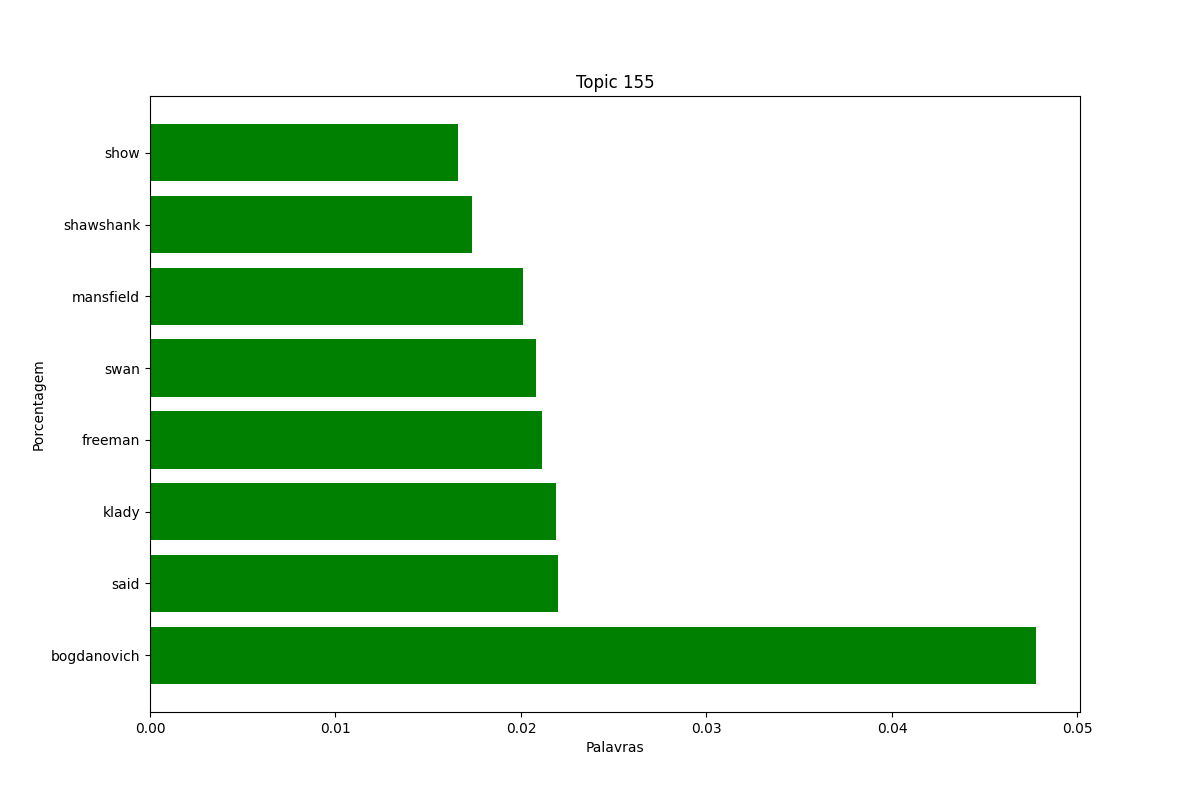 Topic 155
show
shawshank
mansfield
swan
freeman
klady
said
bogdanovich
Porcentagem
0.00 0.01 0.02 0.03 0.04 0.05
Palavras